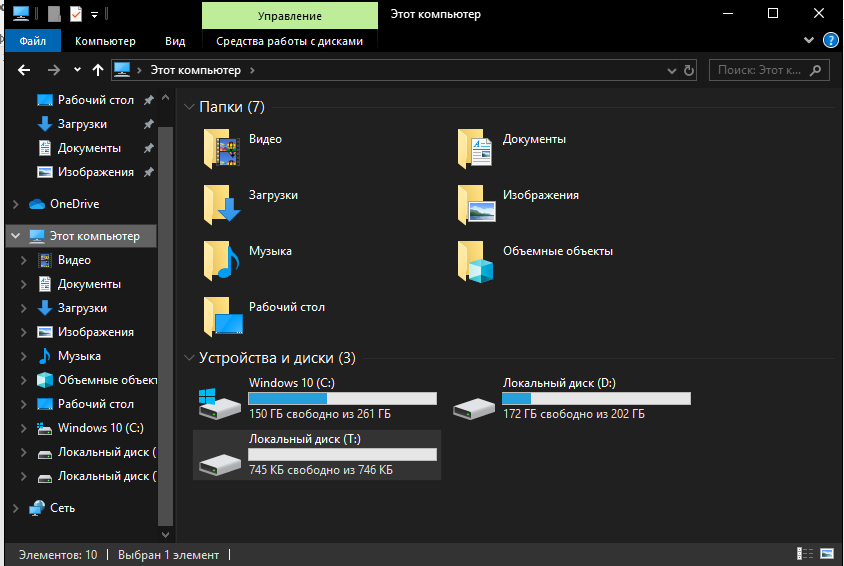 Управление
Этот компьютер
Файл
Компьютер
Вид
Средства работы с дисками
Этот компьютер
Поиск: Этот к...
Рабочий стол
Загрузки
Документы
Изображения
OneDrive
Этот компьютер
Видео
Документы
Загрузки
Изображения
Музыка
Объемные объект
Рабочий стол
Windows 10 (C:)
Локальный диск (
Локальный диск (
Сеть
Папки (7)
Видео
Документы
Загрузки
Изображения
Музыка
Объемные объекты
Рабочий стол
Устройства и диски (3)
Windows 10 (C:)
150 ГБ свободно из 261 ГБ
Локальный диск (D:)
172 ГБ свободно из 202 ГБ
Локальный диск (T:)
745 КБ свободно из 746 КБ
Элементов: 10
Выбран 1 элемент